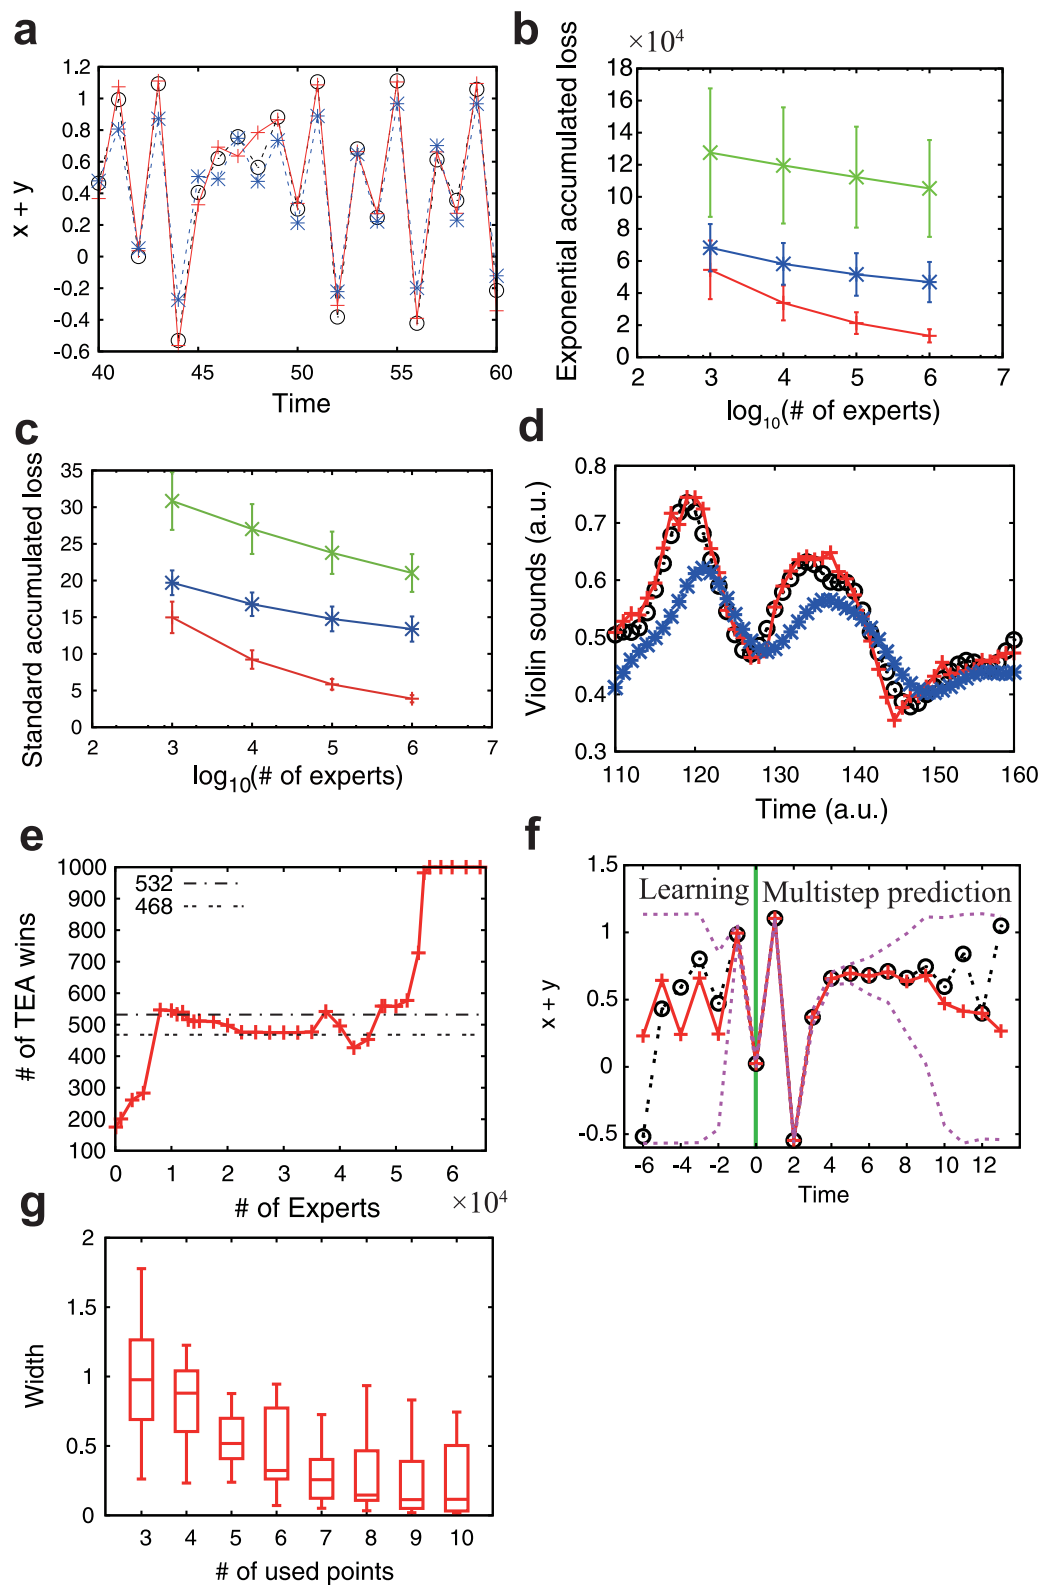 a
1.2
1
0.8
0.6
0.4
0.2
0
-0.2
-0.4
-0.6
40 45 50 55 60
x + y
Time
b
×10⁴
18
16
14
12
10
8
6
4
2
0
2 3 4 5 6 7
Exponential accumulated loss
log₁₀(# of experts)
c
35
30
25
20
15
10
5
0
2 3 4 5 6 7
Standard accumulated loss
log₁₀(# of experts)
d
0.8
0.7
0.6
0.5
0.4
0.3
110 120 130 140 150 160
Violin sounds (a.u.)
Time (a.u.)
e
1000
900
800
700
600
500
400
300
200
100
532
468
0 1 2 3 4 5 6
# of TEA wins
# of Experts
×10⁴
f
1.5
1
0.5
0
-0.5
Learning
Multistep prediction
-6 -4 -2 0 2 4 6 8 10 12
x + y
Time
g
2
1.5
1
0.5
0
3 4 5 6 7 8 9 10
Width
# of used points